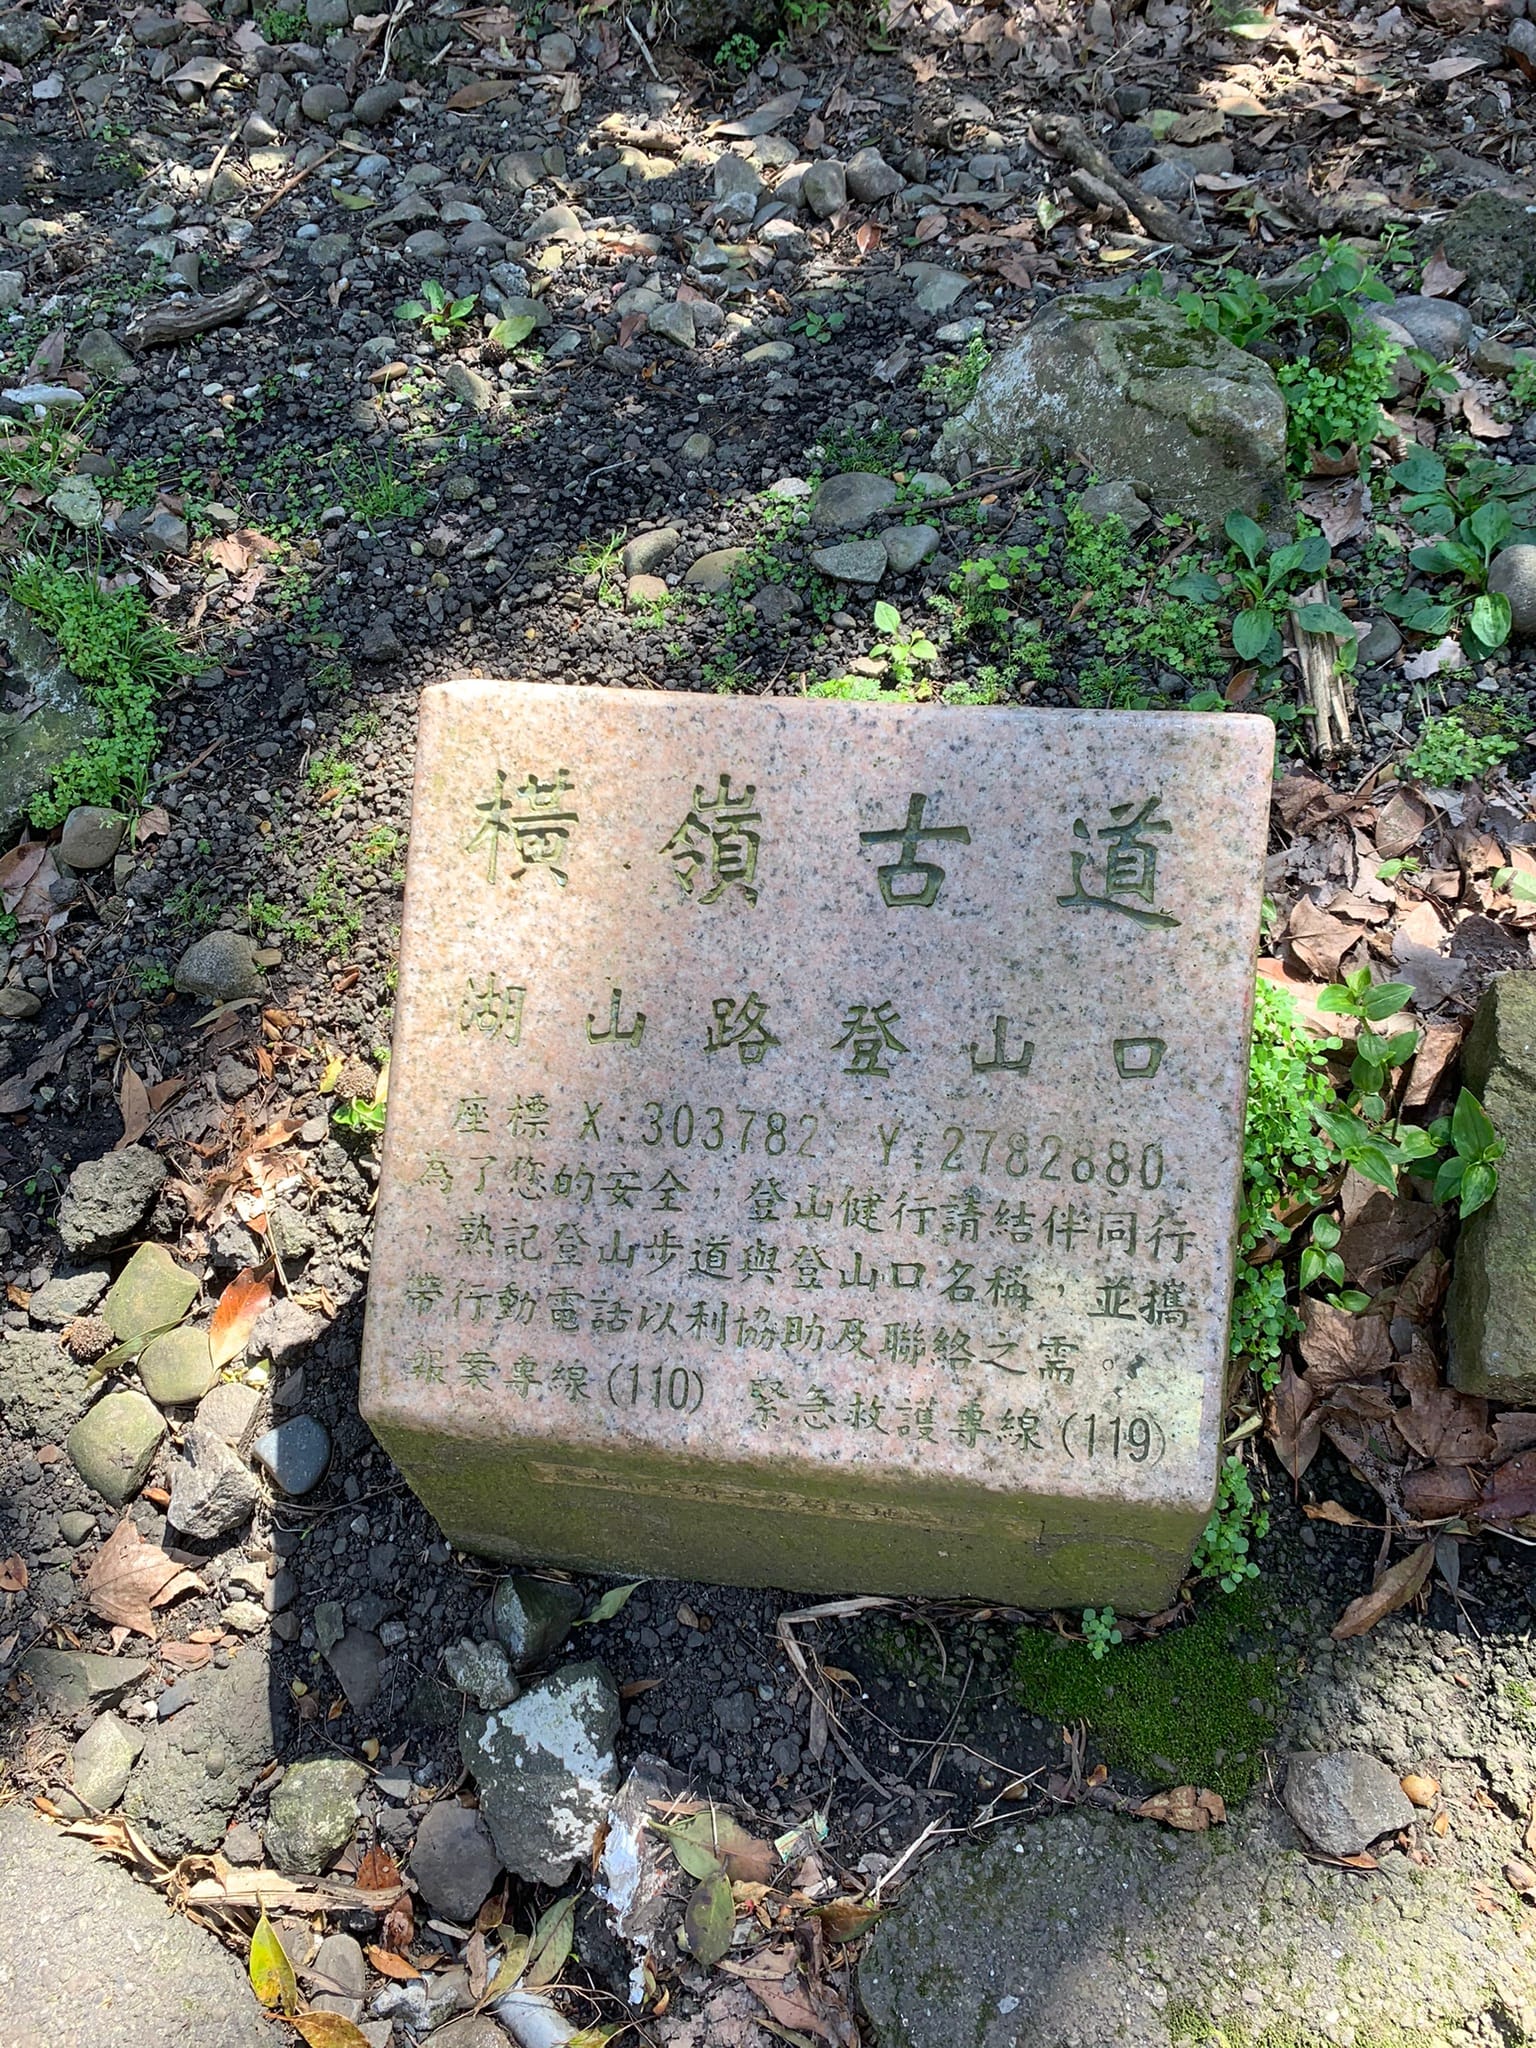 橫嶺古道
湖山路登山口
座標 X:303782 Y:2782880
為了您的安全，登山健行請結伴同行
，熟記登山步道與登山口名稱，並攜
帶行動電話以利協助及聯絡之需。
報案專線(110) 緊急救護專線(119)